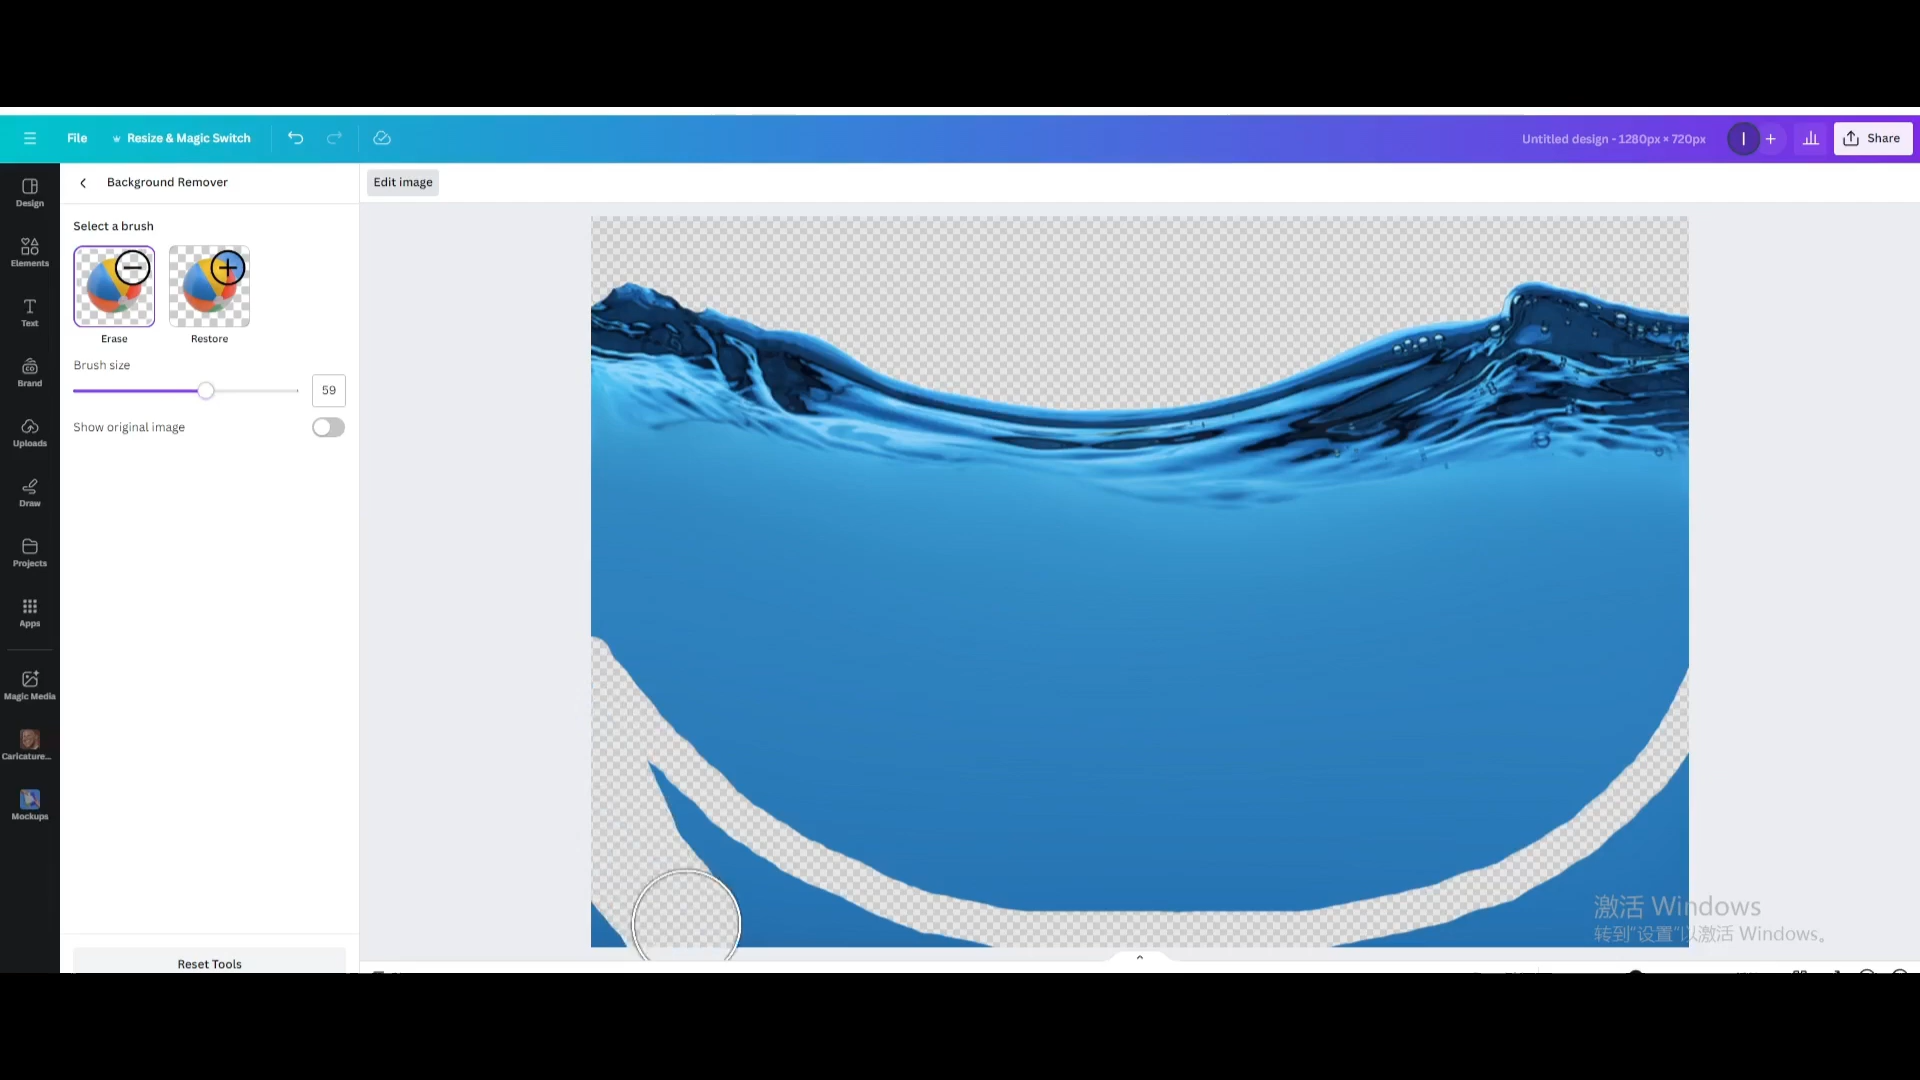 File
Resize & Magic Switch
Untitled design - 1280px × 720px
Share
Design
Elements
Text
Brand
Uploads
Draw
Projects
Apps
Magic Media
Caricature...
Mockups
Background Remover
Select a brush
Erase
Restore
Brush size
59
Show original image
Reset Tools
Edit image
激活 Windows
转到"设置"以激活 Windows。